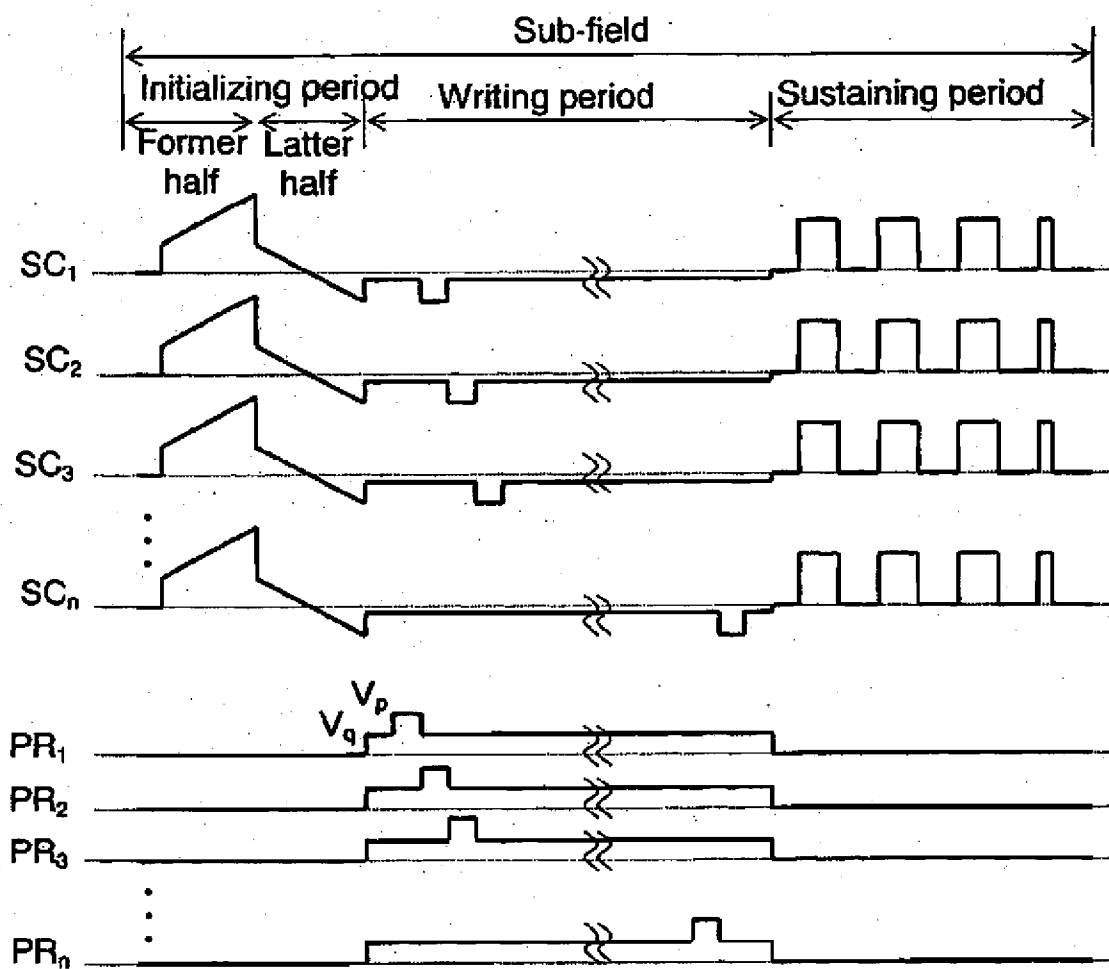 Sub-field
Initializing period
Writing period
Sustaining period
Former half
Latter half
SC₁
SC₂
SC₃
SCₙ
Vₚ
V_q
PR₁
PR₂
PR₃
PRₙ